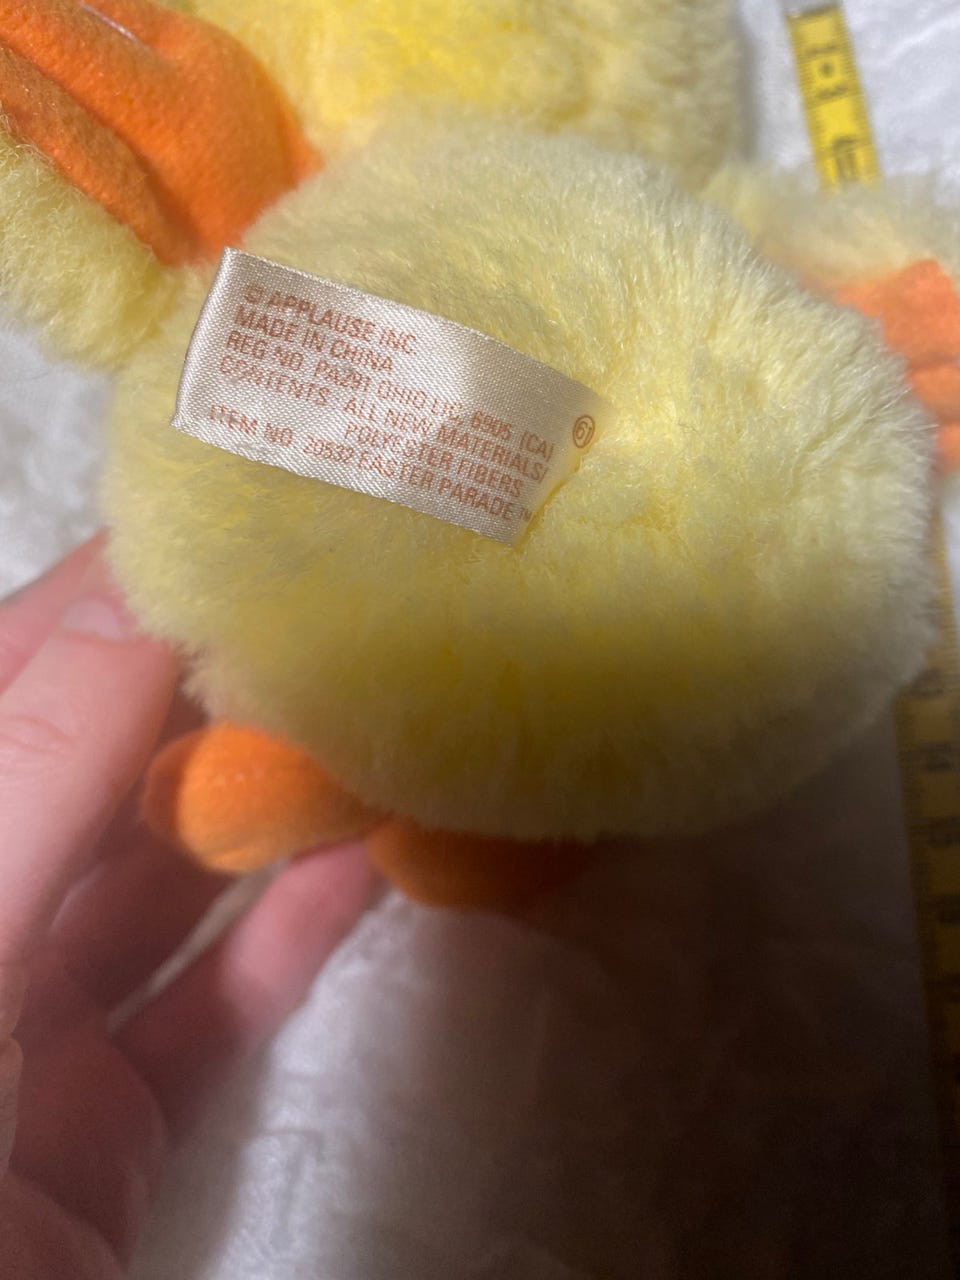 © APPLAUSE INC.
MADE IN CHINA
REG NO. PA291 OHIO LIC. 6905 (CA)
CONTENTS ALL NEW MATERIALS/
POLYESTER FIBERS
ITEM NO. 20532 EASTER PARADE™
61